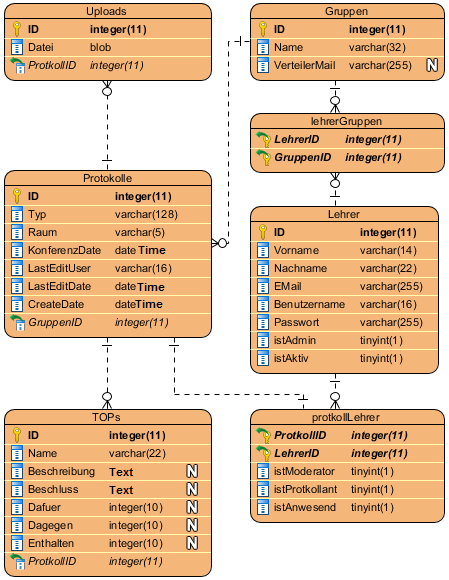 Uploads
ID integer(11)
Datei blob
ProtkollID integer(11)
Gruppen
ID integer(11)
Name varchar(32)
VerteilerMail varchar(255) N
lehrerGruppen
LehrerID integer(11)
GruppenID integer(11)
Protokolle
ID integer(11)
Typ varchar(128)
Raum varchar(5)
KonferenzDate dateTime
LastEditUser varchar(16)
LastEditDate dateTime
CreateDate dateTime
GruppenID integer(11)
Lehrer
ID integer(11)
Vorname varchar(14)
Nachname varchar(22)
EMail varchar(255)
Benutzername varchar(16)
Passwort varchar(255)
istAdmin tinyint(1)
istAktiv tinyint(1)
TOPs
ID integer(11)
Name varchar(22)
Beschreibung Text N
Beschluss Text N
Dafuer integer(10) N
Dagegen integer(10) N
Enthalten integer(10) N
ProtkollID integer(11)
protkollLehrer
ProtkollID integer(11)
LehrerID integer(11)
istModerator tinyint(1)
istProtkollant tinyint(1)
istAnwesend tinyint(1)